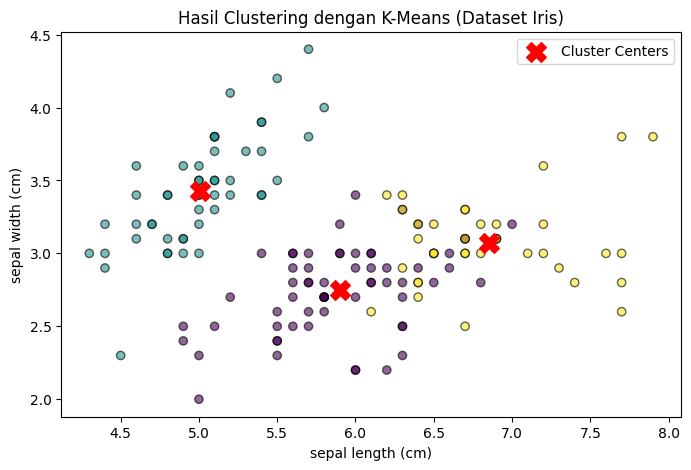 Hasil Clustering dengan K-Means (Dataset Iris)
Cluster Centers
sepal width (cm)
4.5
4.0
3.5
3.0
2.5
2.0
4.5 5.0 5.5 6.0 6.5 7.0 7.5 8.0
sepal length (cm)